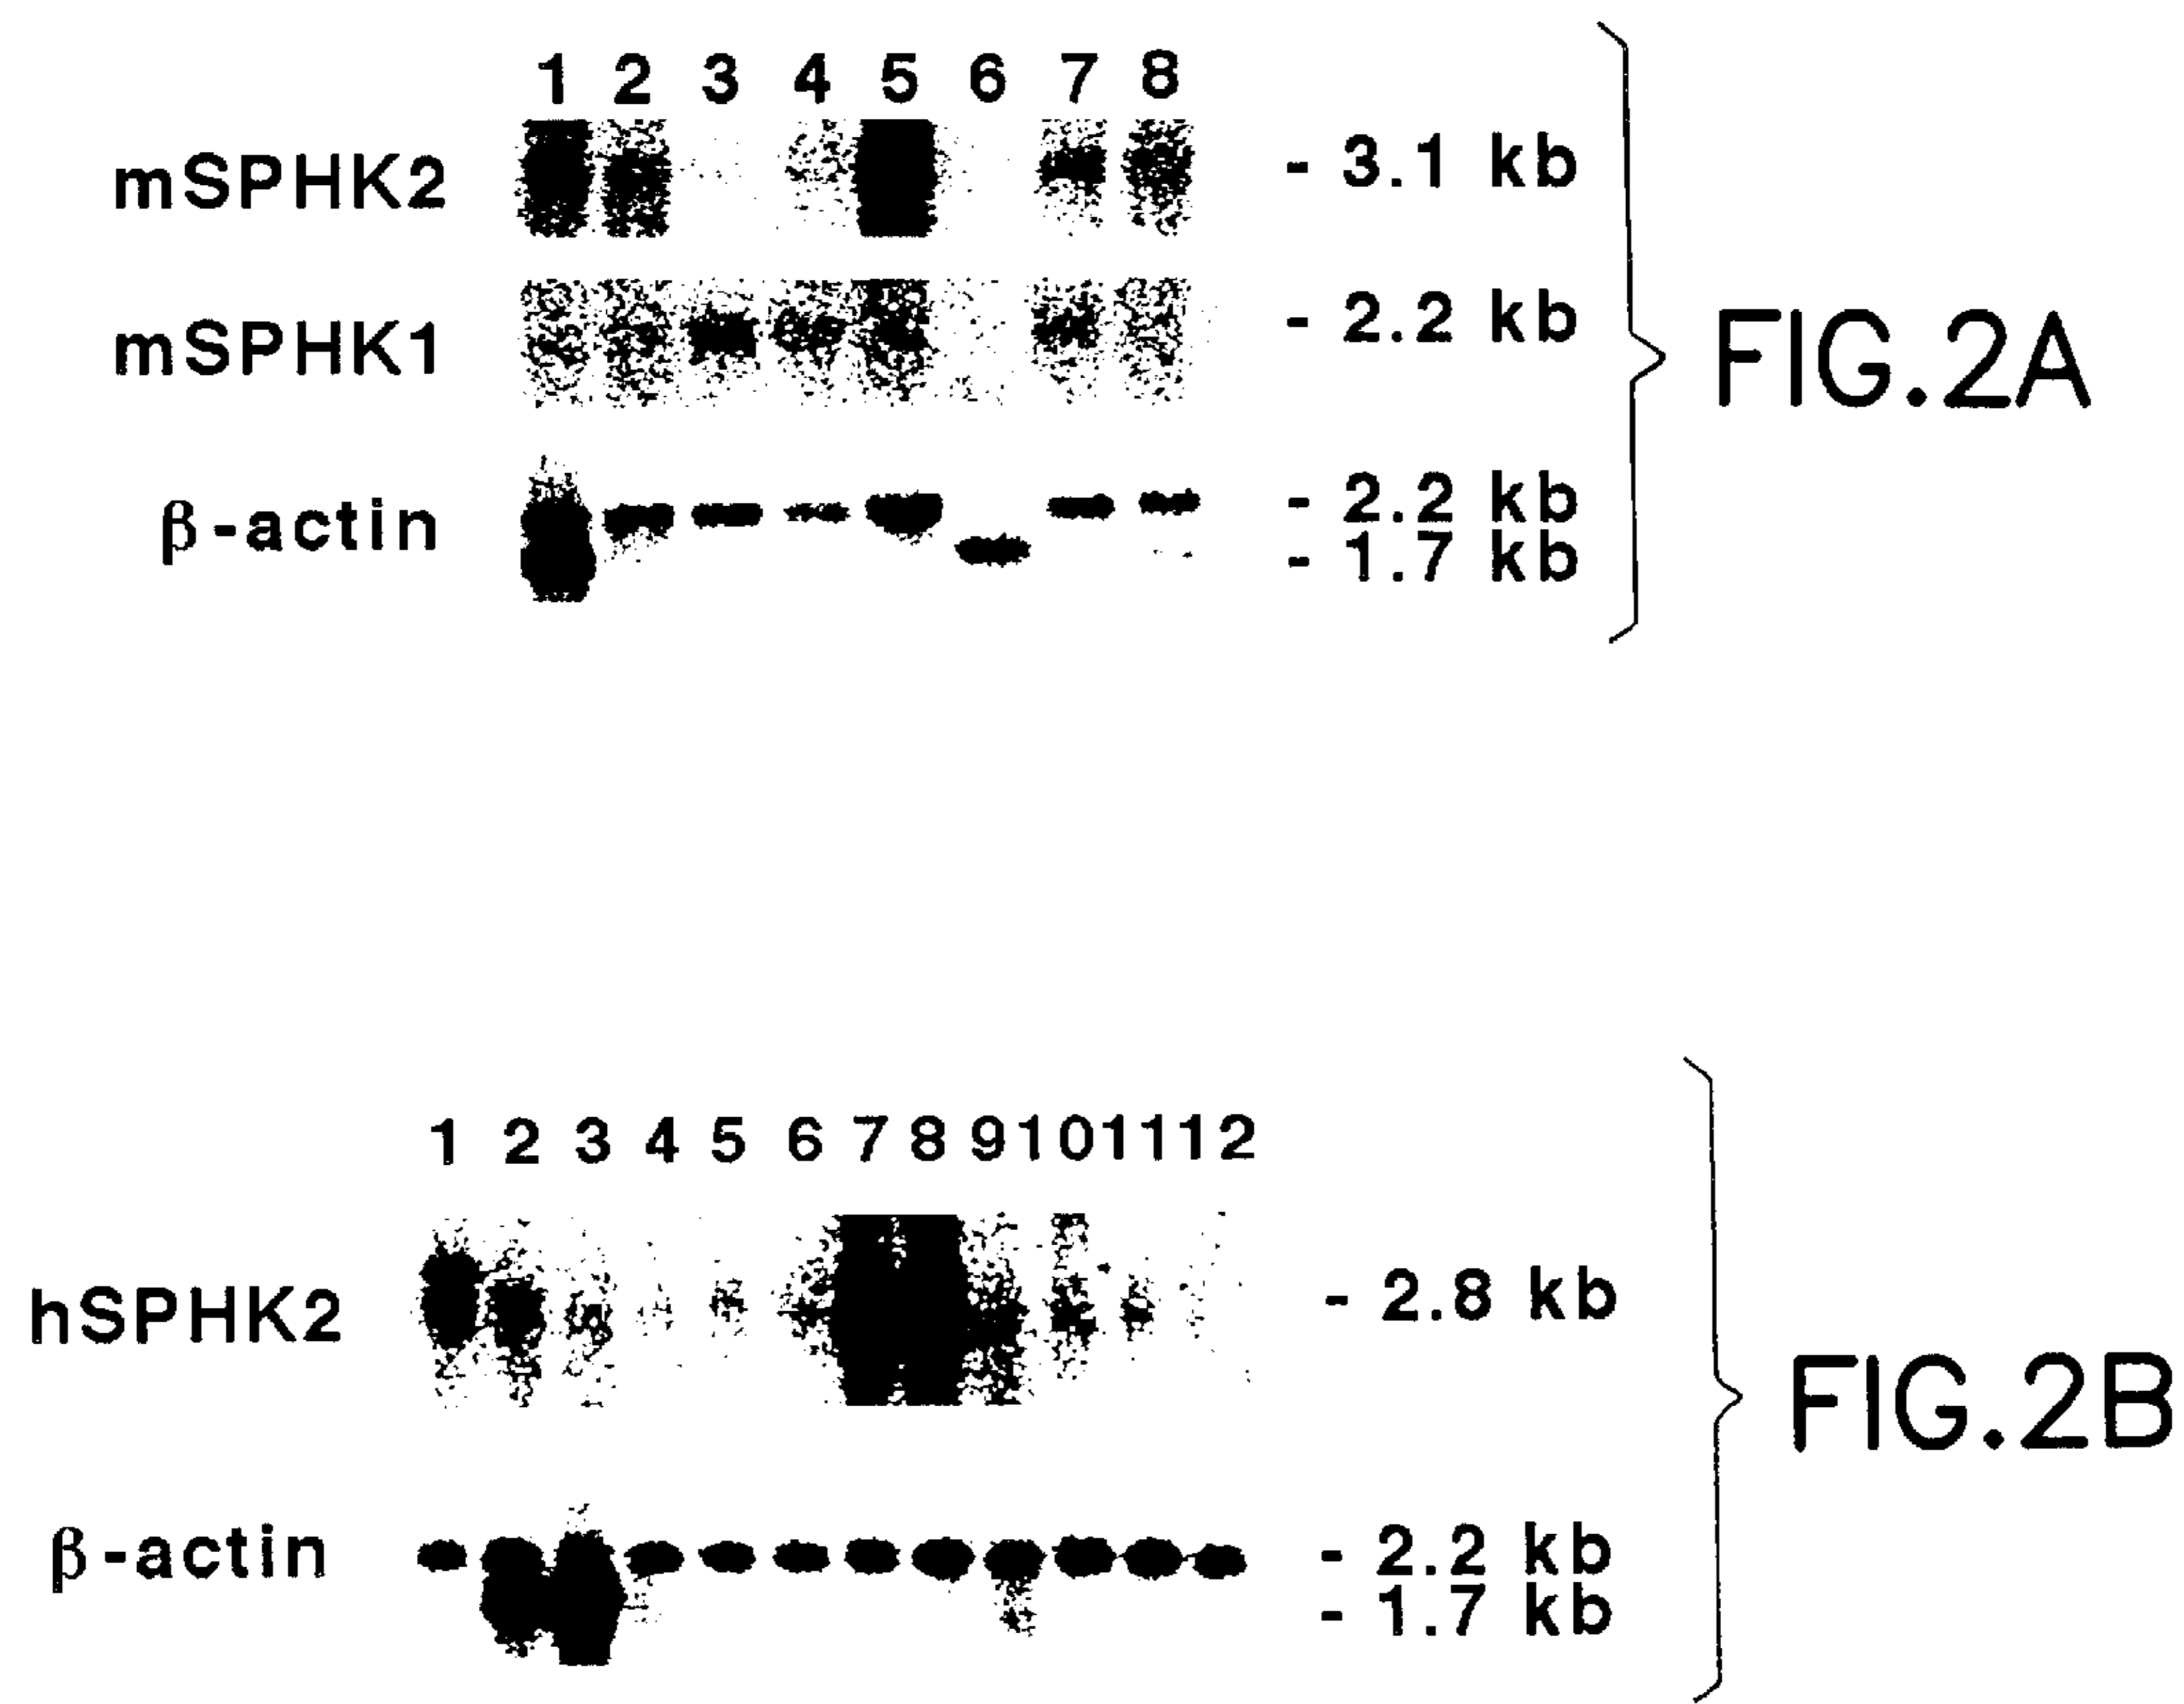 1 2 3 4 5 6 7 8
mSPHK2 - 3.1 kb
mSPHK1 - 2.2 kb
β-actin - 2.2 kb
- 1.7 kb
FIG.2A
1 2 3 4 5 6 7 8 9 10 11 12
hSPHK2 - 2.8 kb
β-actin - 2.2 kb
- 1.7 kb
FIG.2B